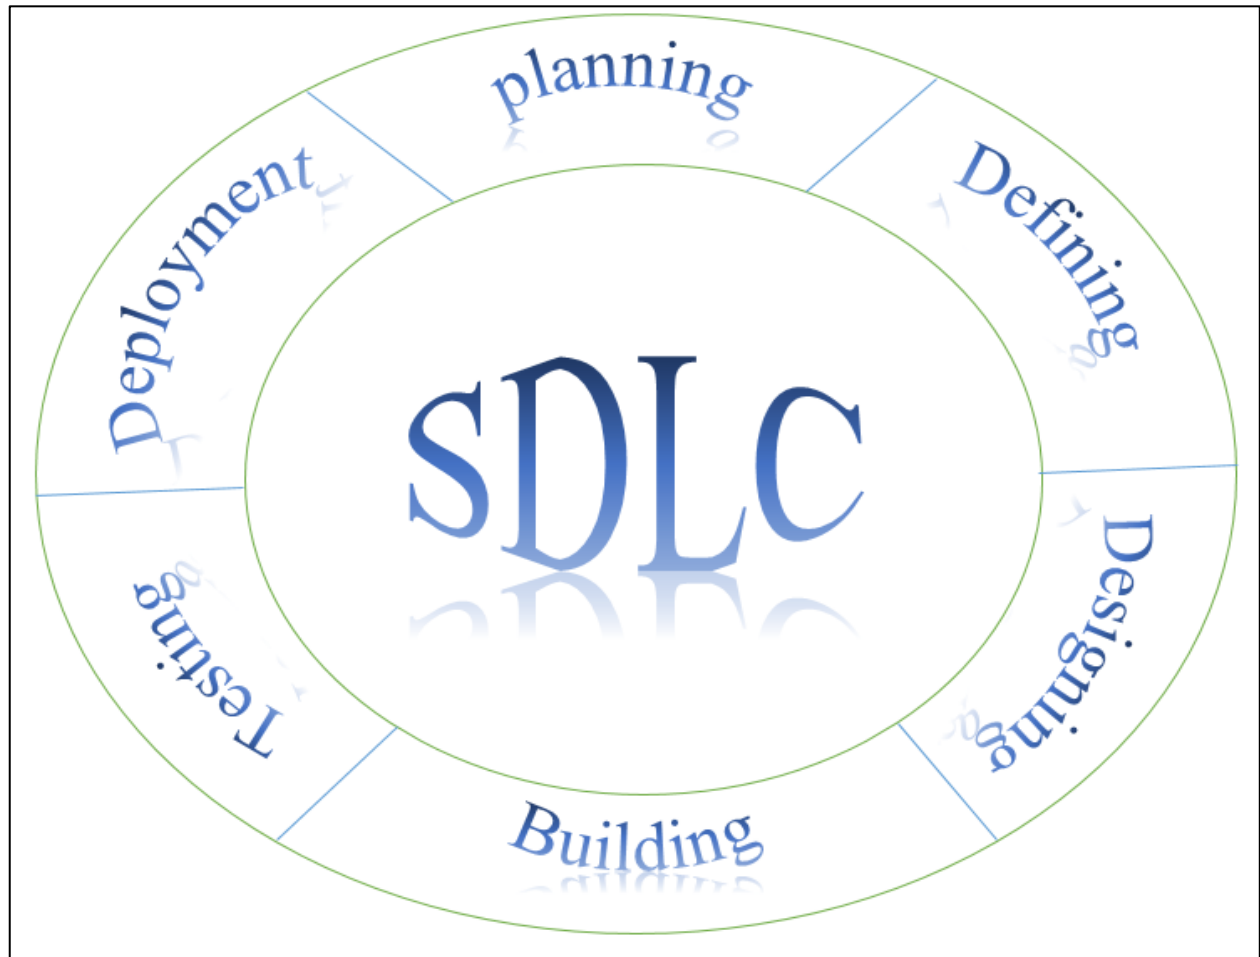 planning
Defining
Designing
Building
Testing
Deployment
SDLC